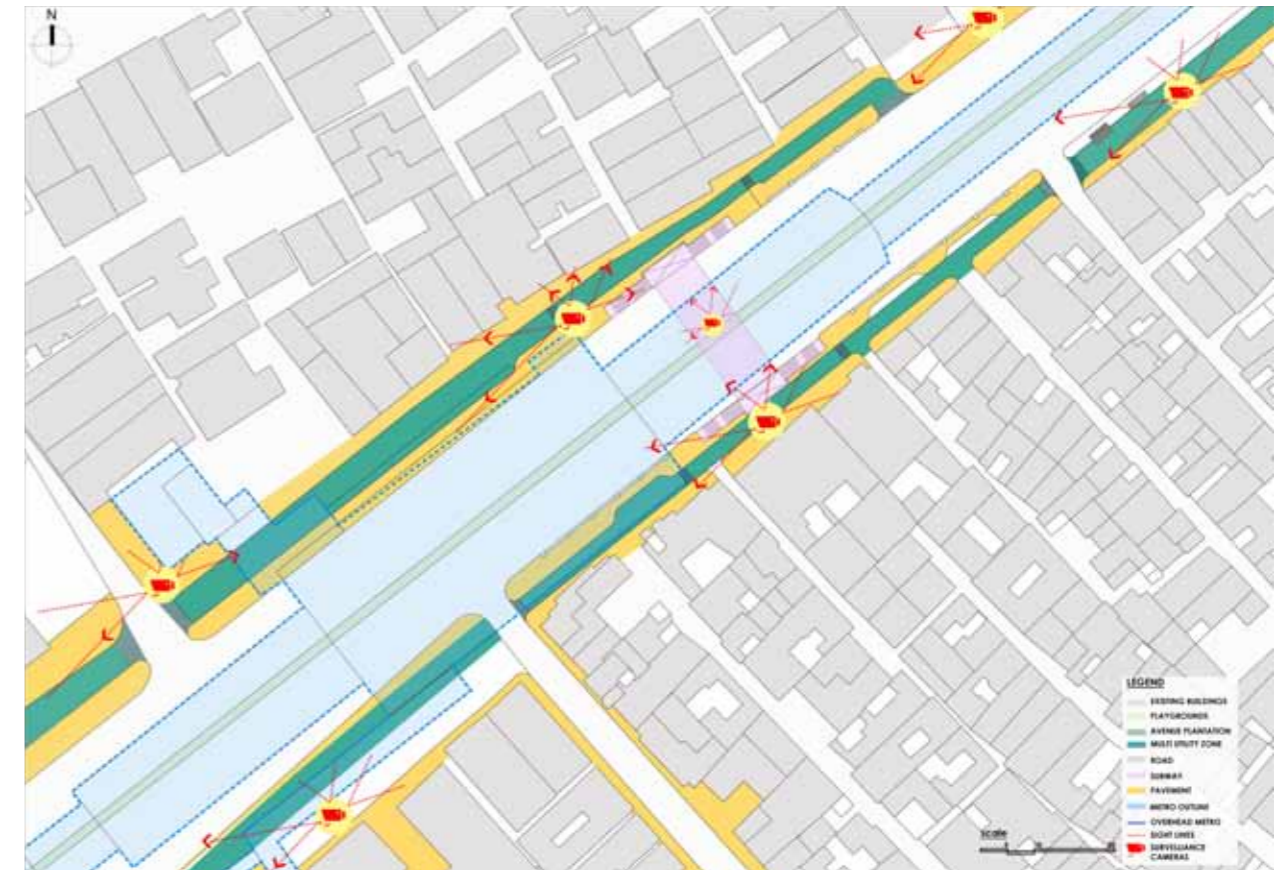 N
LEGEND
EXISTING BUILDINGS
PLAYGROUNDS
AVENUE PLANTATION
MULTI UTILITY ZONE
ROAD
SUBWAY
PAVEMENT
METRO OUTLINE
OVERHEAD METRO
SIGHT LINES
SURVEILLANCE
CAMERAS
scale